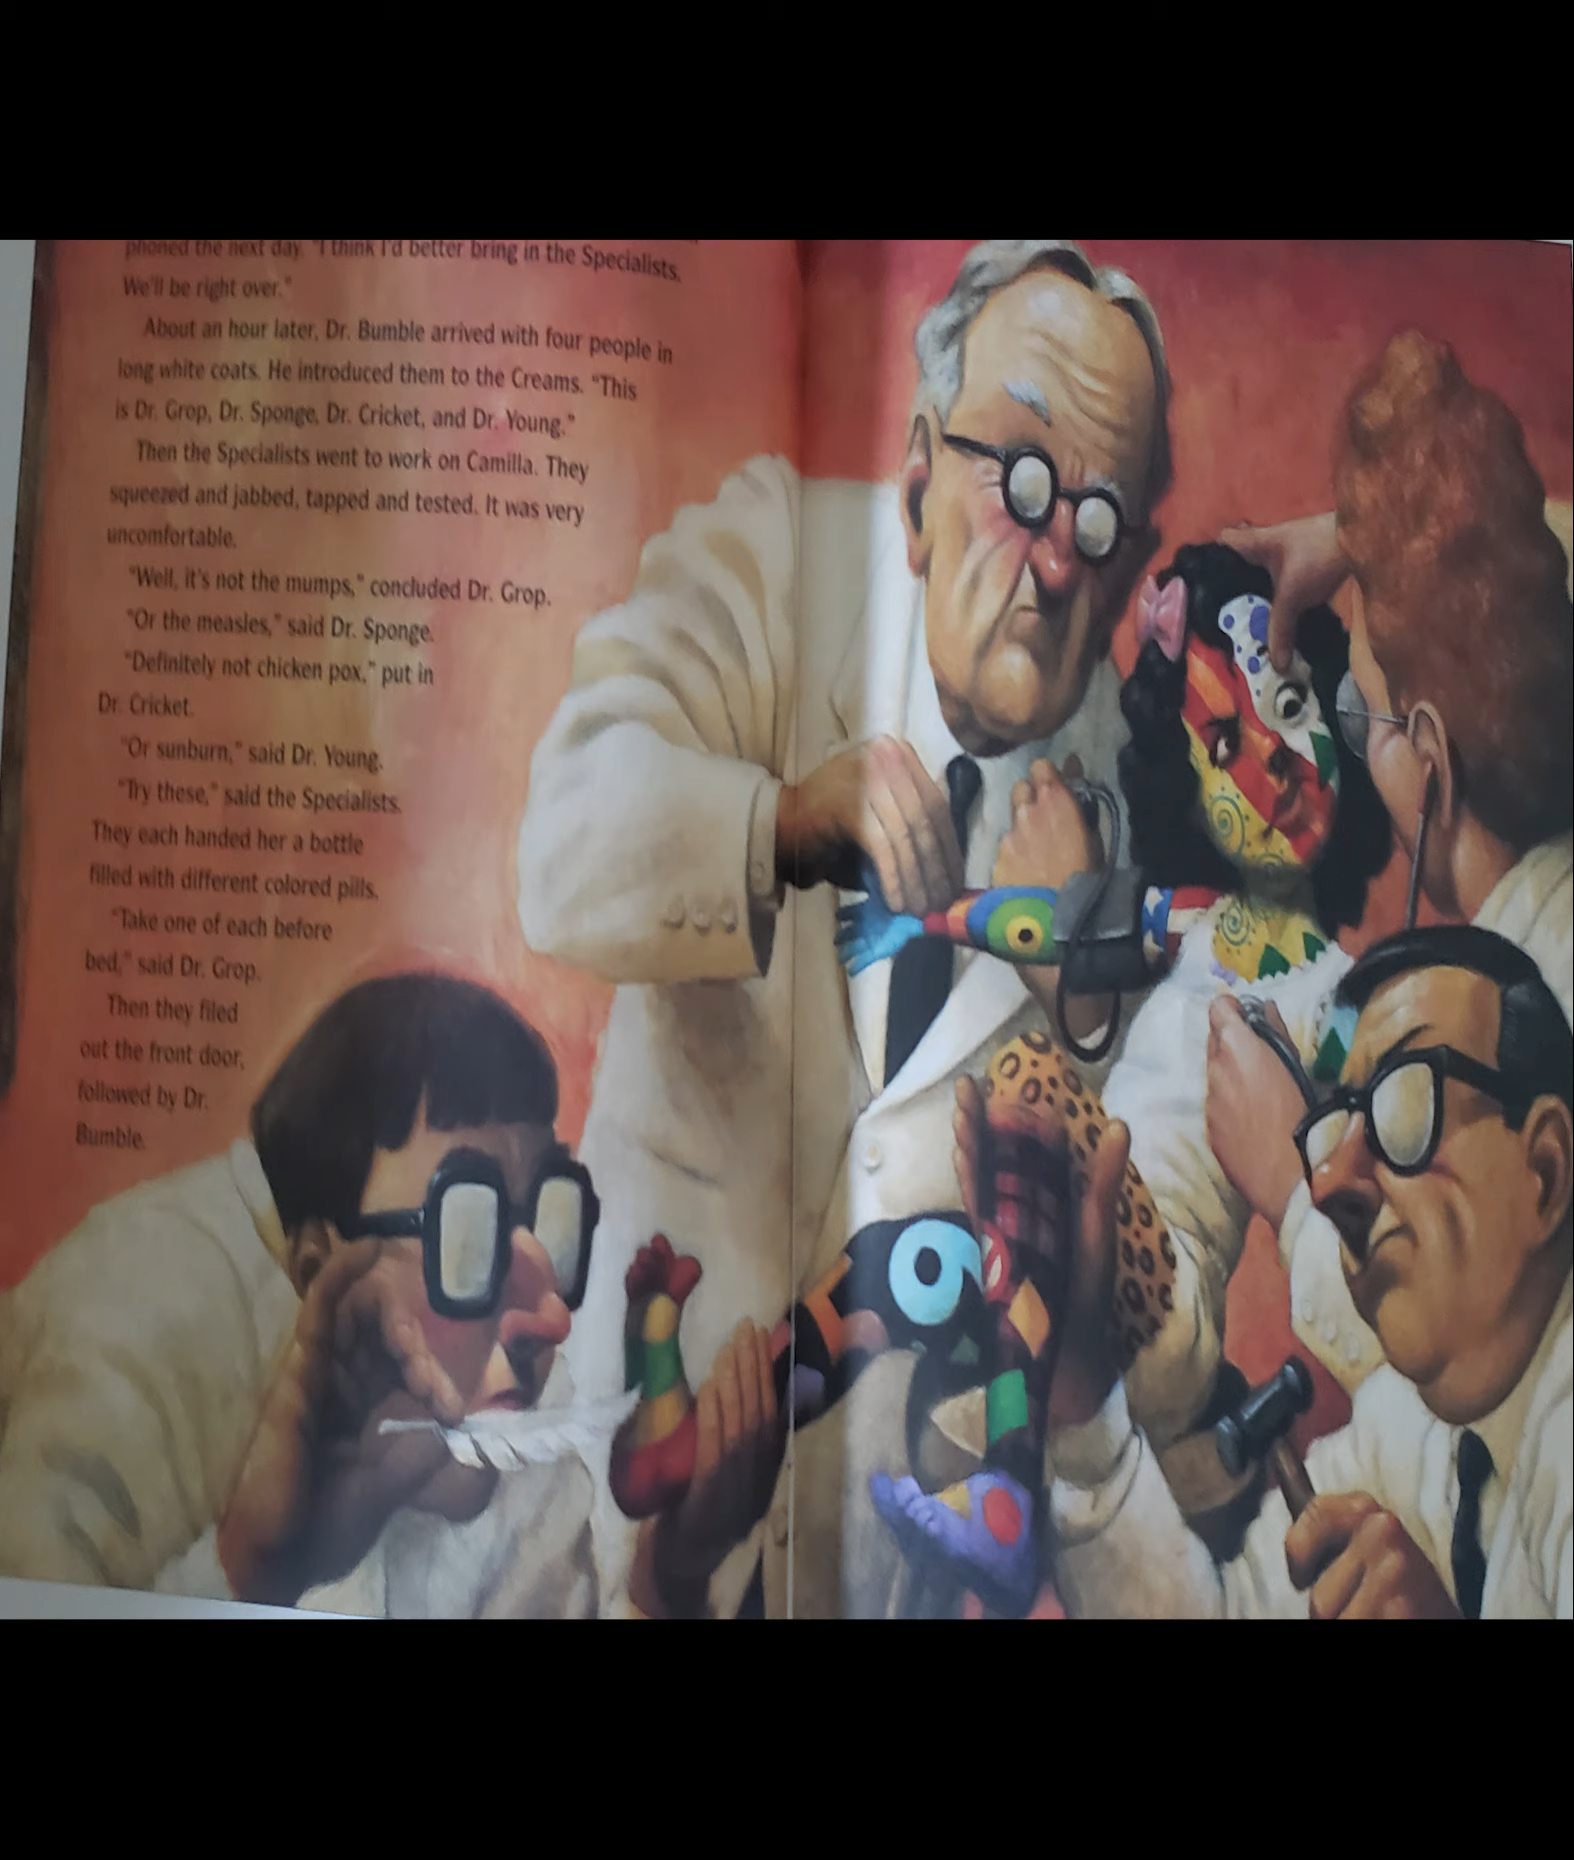 phoned the next day. "I think I'd better bring in the Specialists.
We'll be right over."
About an hour later, Dr. Bumble arrived with four people in
long white coats. He introduced them to the Creams. "This
is Dr. Grop, Dr. Sponge, Dr. Cricket, and Dr. Young."
Then the Specialists went to work on Camilla. They
squeezed and jabbed, tapped and tested. It was very
uncomfortable.
"Well, it's not the mumps," concluded Dr. Grop.
"Or the measles," said Dr. Sponge.
"Definitely not chicken pox," put in
Dr. Cricket.
"Or sunburn," said Dr. Young.
"Try these," said the Specialists.
They each handed her a bottle
filled with different colored pills.
"Take one of each before
bed," said Dr. Grop.
Then they filed
out the front door,
followed by Dr.
Bumble.